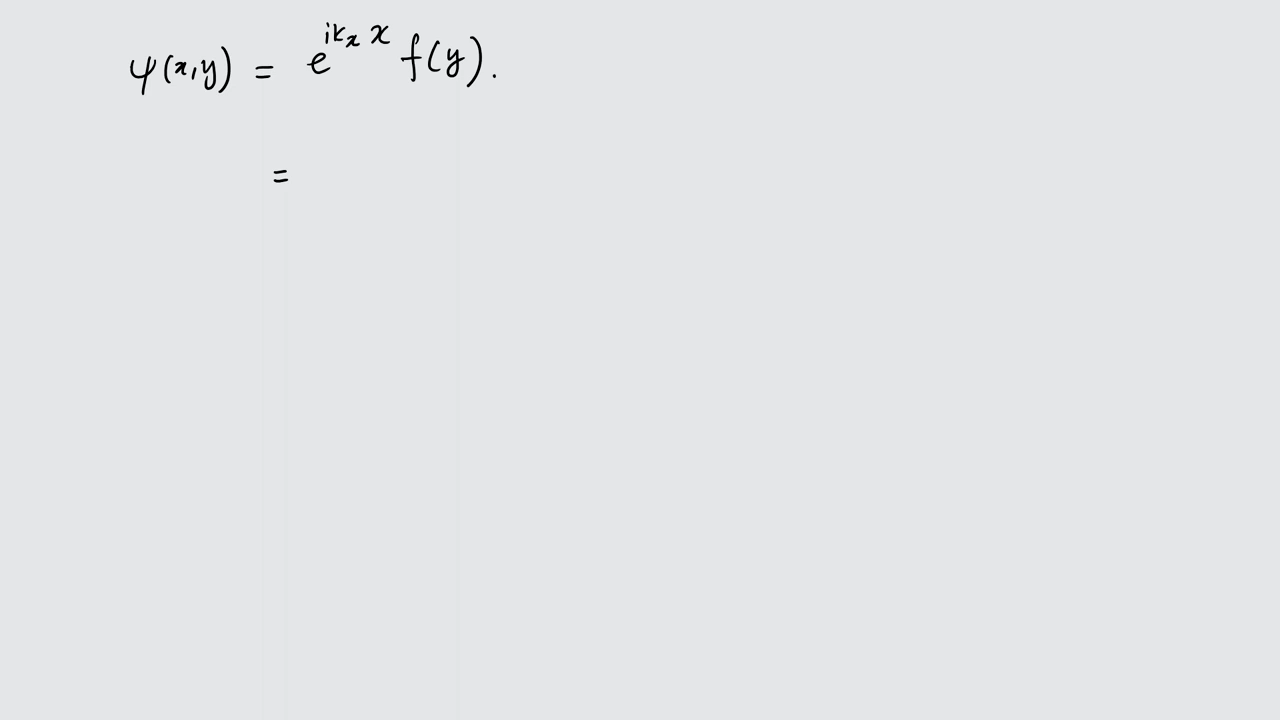 ψ(x,y) = e^{ik_x x} f(y).
=